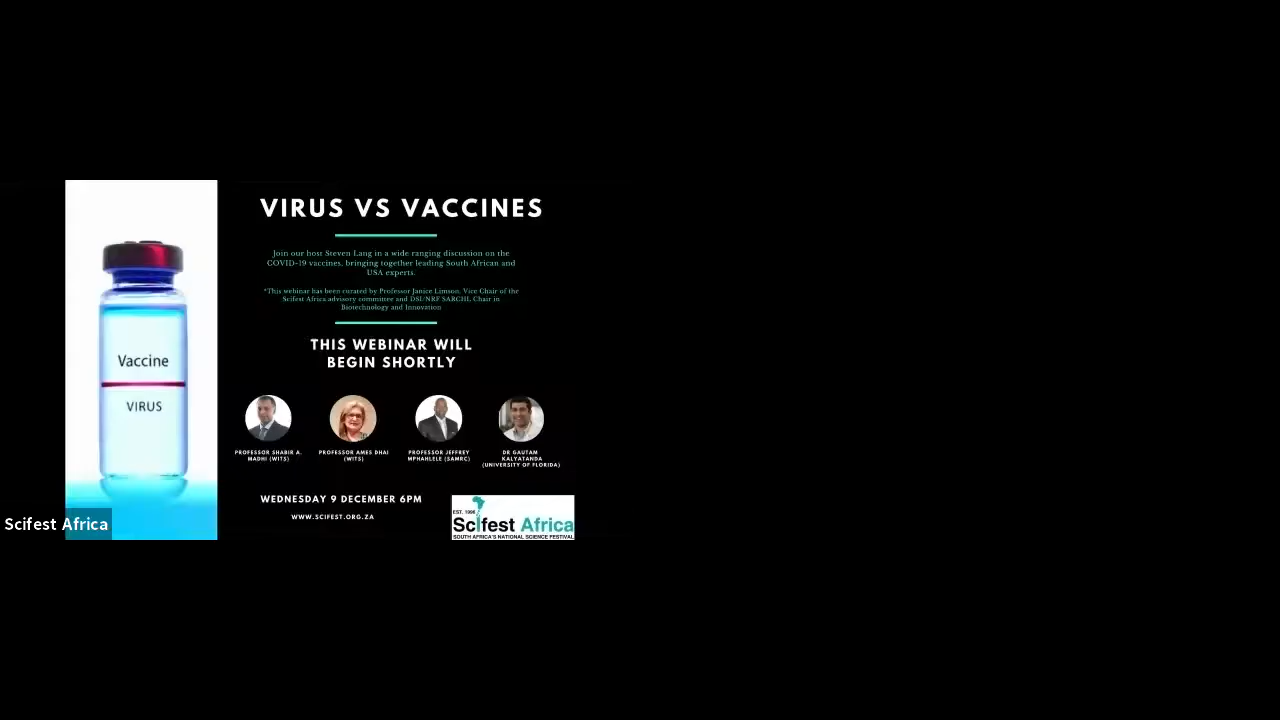 VIRUS VS VACCINES
Join our host Steven Lang in a wide ranging discussion on the
COVID-19 vaccines, bringing together leading South African and
USA experts.
*This webinar has been curated by Professor Janice Limson, Vice Chair of the
Scifest Africa advisory committee and DSI/NRF SARCHI, Chair in
Biotechnology and Innovation
THIS WEBINAR WILL
BEGIN SHORTLY
Vaccine
VIRUS
PROFESSOR SHABIR A.
MADHI (WITS)
PROFESSOR AMES DHAI
(WITS)
PROFESSOR JEFFREY
MPHAHLELE (SAMRC)
DR GAUTAM
KALYATANDA
(UNIVERSITY OF FLORIDA)
WEDNESDAY 9 DECEMBER 6PM
WWW.SCIFEST.ORG.ZA
EST. 1996
Scifest Africa
SOUTH AFRICA'S NATIONAL SCIENCE FESTIVAL
Scifest Africa